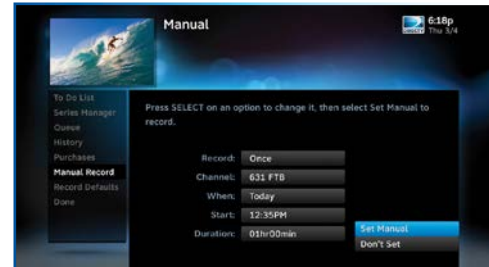 Manual
6:18p
DIRECTV Thu 3/4
To Do List
Series Manager
Queue
History
Purchases
Manual Record
Record Defaults
Done
Press SELECT on an option to change it, then select Set Manual to
record.
Record: Once
Channel: 631 FTB
When: Today
Start: 12:35PM
Duration: 01hr00min
Set Manual
Don't Set